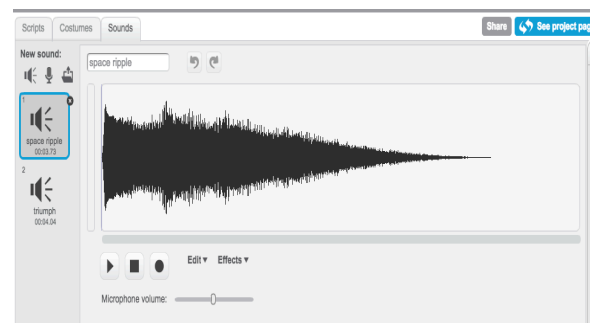 Scripts Costumes Sounds Share See project pag
New sound:
space ripple
1
space ripple
00:03.73
2
triumph
00:04.04
Edit ▾ Effects ▾
Microphone volume: